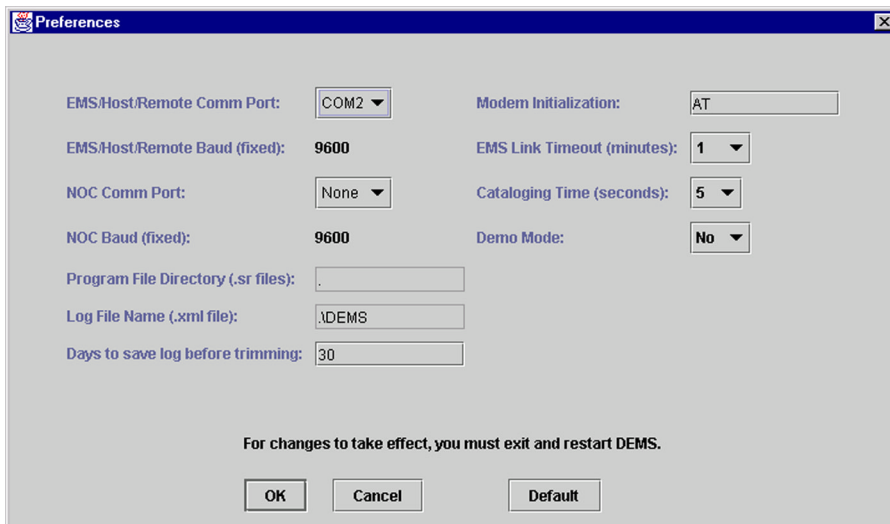 Preferences
EMS/Host/Remote Comm Port: COM2 Modem Initialization: AT
EMS/Host/Remote Baud (fixed): 9600 EMS Link Timeout (minutes): 1
NOC Comm Port: None Cataloging Time (seconds): 5
NOC Baud (fixed): 9600 Demo Mode: No
Program File Directory (.sr files): .
Log File Name (.xml file): .\DEMS
Days to save log before trimming: 30
For changes to take effect, you must exit and restart DEMS.
OK Cancel Default